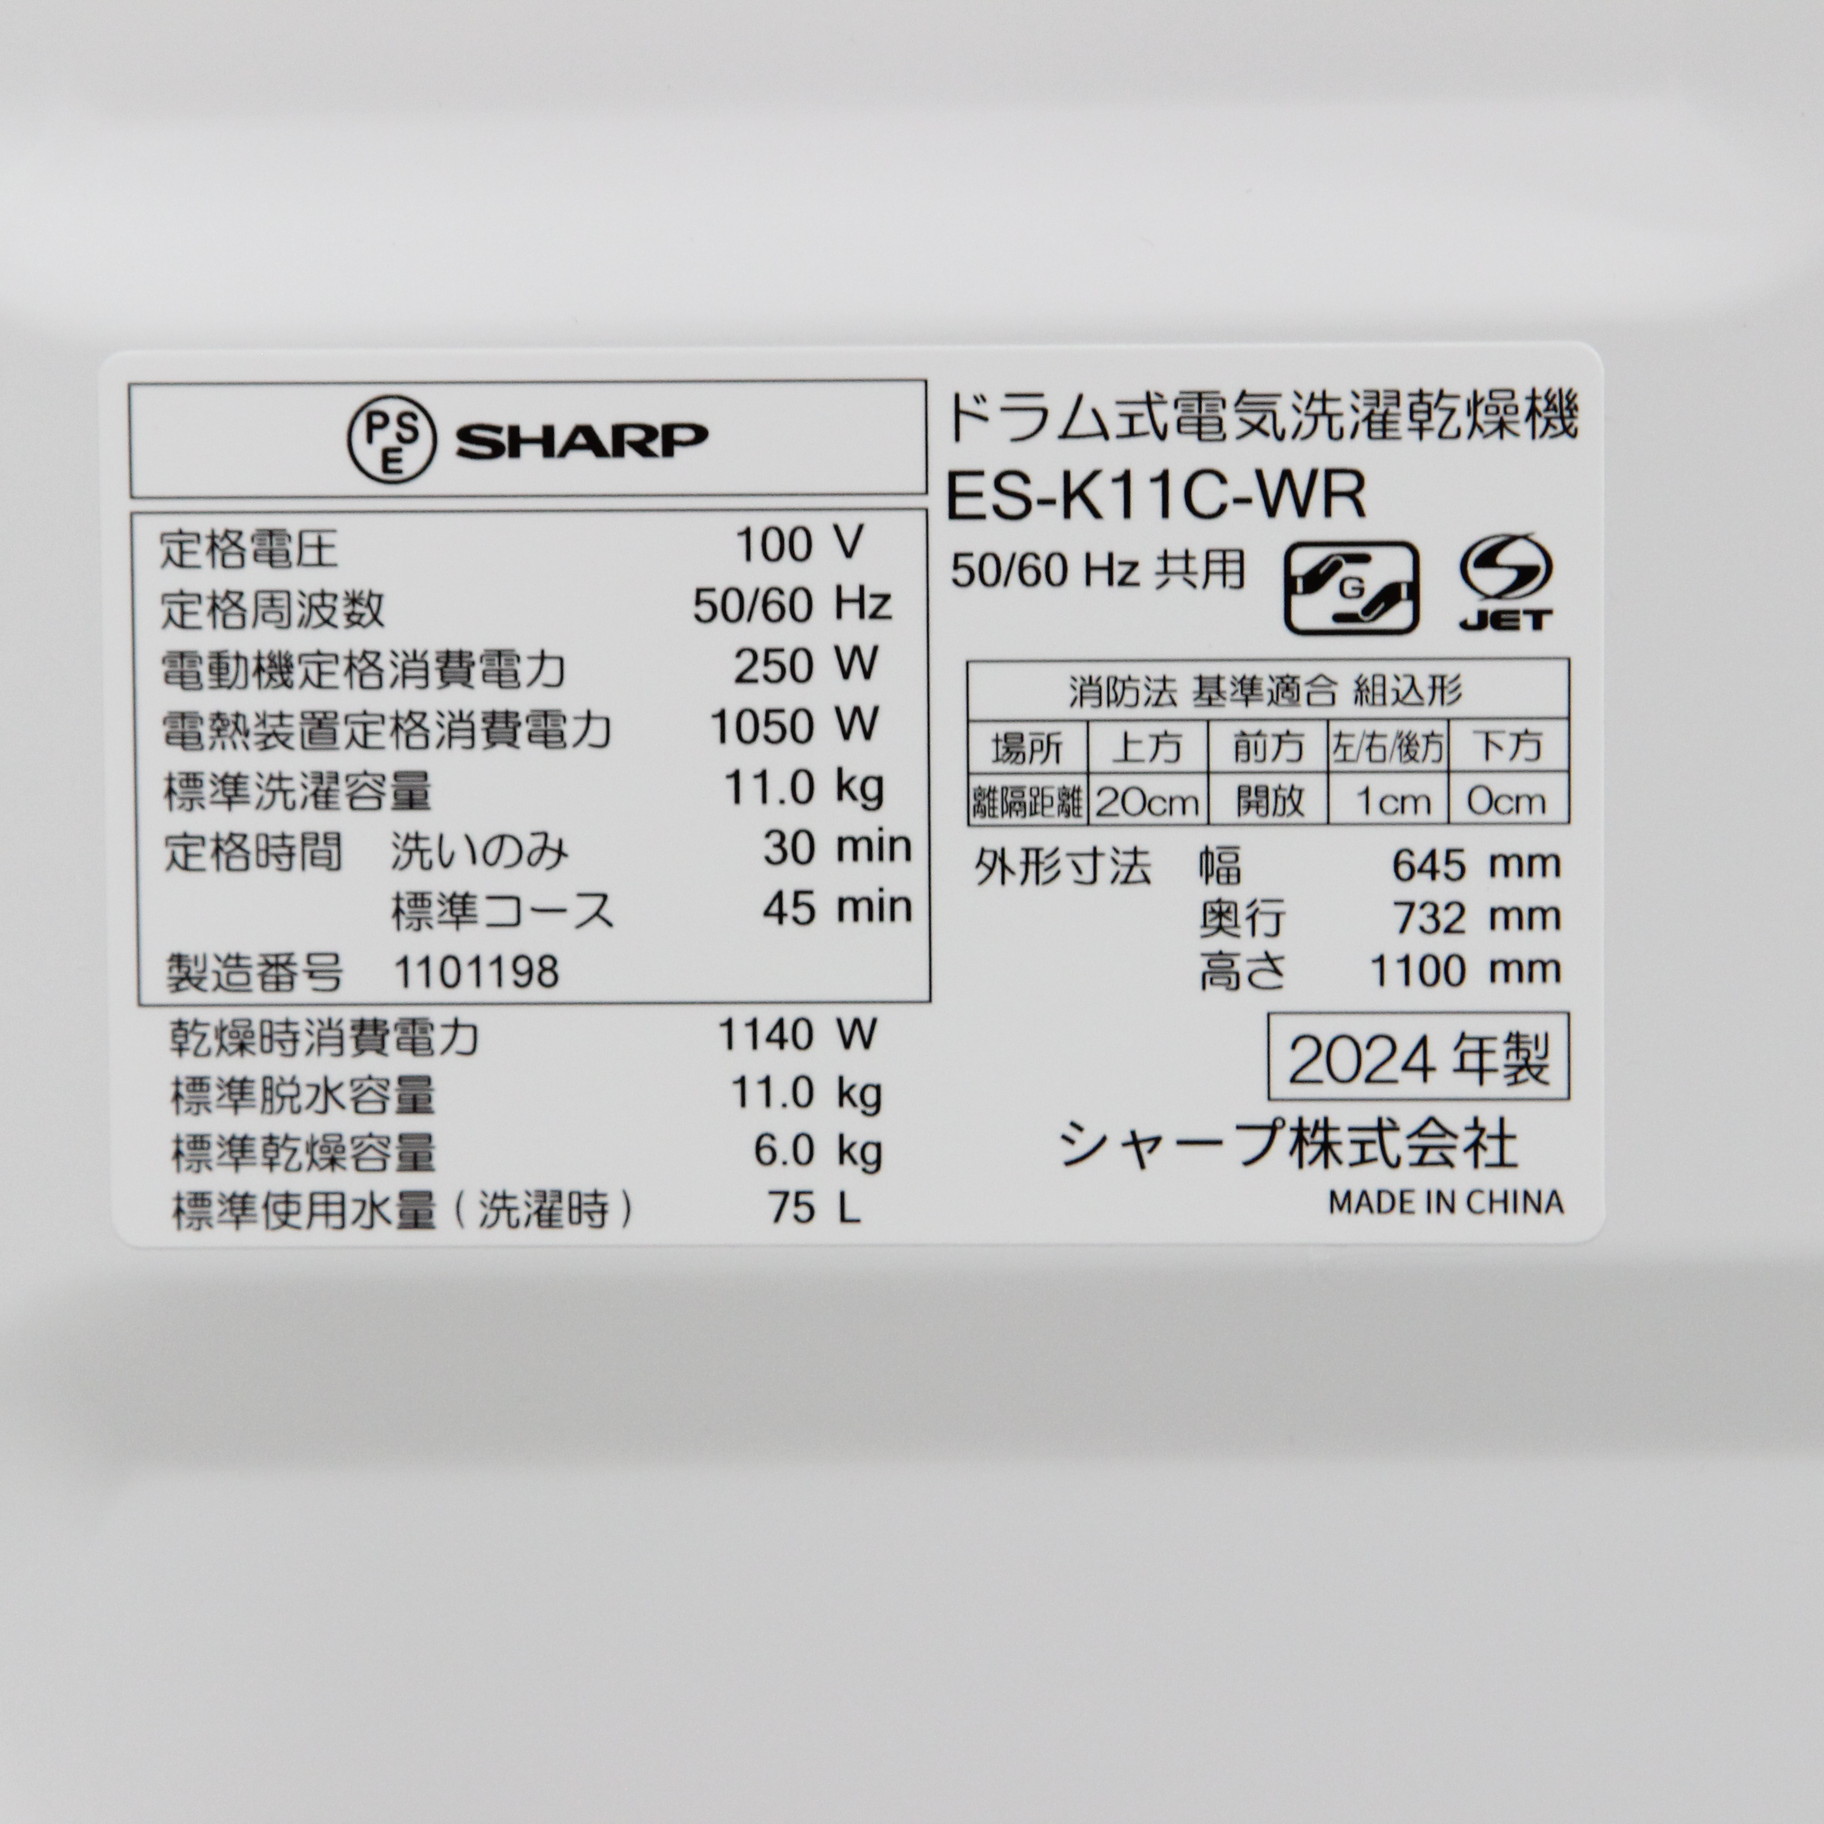 PSE SHARP
定格電圧 100 V
定格周波数 50/60 Hz
電動機定格消費電力 250 W
電熱装置定格消費電力 1050 W
標準洗濯容量 11.0 kg
定格時間 洗いのみ 30 min
標準コース 45 min
製造番号 1101198
乾燥時消費電力 1140 W
標準脱水容量 11.0 kg
標準乾燥容量 6.0 kg
標準使用水量(洗濯時) 75 L
ドラム式電気洗濯乾燥機
ES-K11C-WR
50/60 Hz 共用 G JET
消防法 基準適合 組込形
場所 上方 前方 左/右/後方 下方
離隔距離 20cm 開放 1cm 0cm
外形寸法 幅 645 mm
奥行 732 mm
高さ 1100 mm
2024 年製
シャープ株式会社
MADE IN CHINA